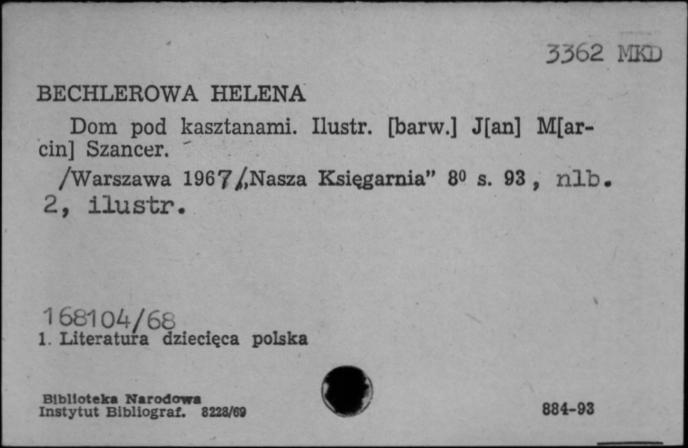 3362 MKD
BECHLEROWA HELENA
Dom pod kasztanami. Ilustr. [barw.] J[an] M[ar-
cin] Szancer.
/Warszawa 1967/„Nasza Księgarnia” 8⁰ s. 93, nlb.
2, ilustr.
168104/68
1. Literatura dziecięca polska
Biblioteka Narodowa
Instytut Bibliograf. 8228/69
884-93